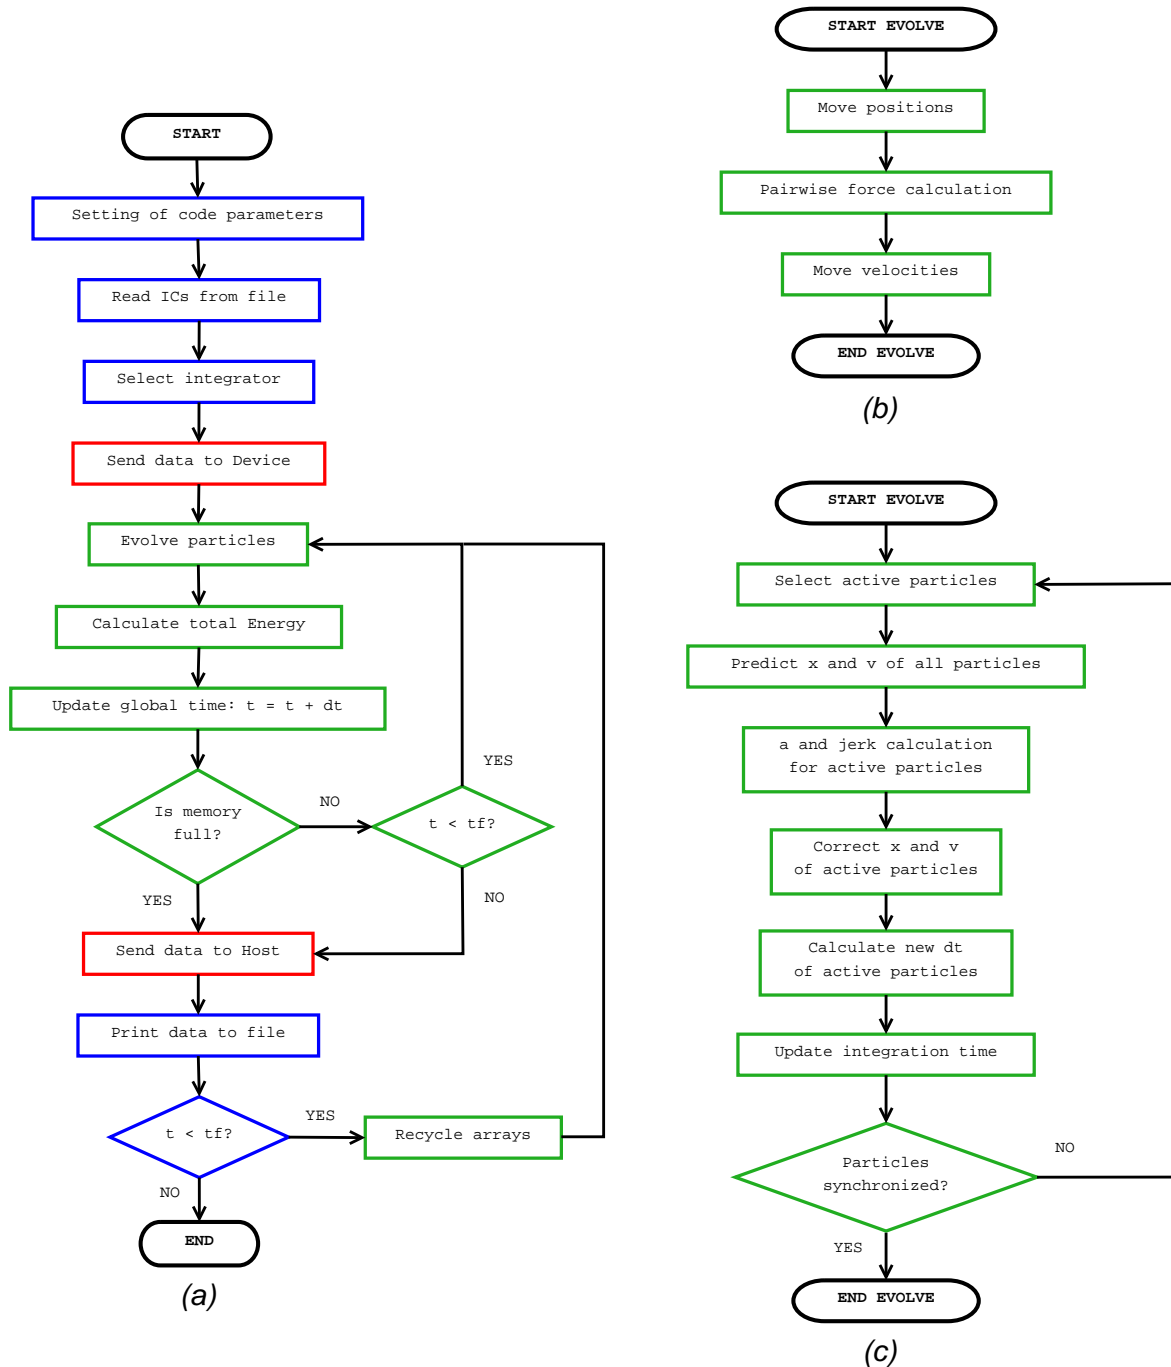 START
Setting of code parameters
Read ICs from file
Select integrator
Send data to Device
Evolve particles
Calculate total Energy
Update global time: t = t + dt
Is memory
full?
NO
YES
t < tf?
YES
NO
Send data to Host
Print data to file
t < tf?
YES
Recycle arrays
NO
END
(a)
START EVOLVE
Move positions
Pairwise force calculation
Move velocities
END EVOLVE
(b)
START EVOLVE
Select active particles
Predict x and v of all particles
a and jerk calculation
for active particles
Correct x and v
of active particles
Calculate new dt
of active particles
Update integration time
Particles
synchronized?
NO
YES
END EVOLVE
(c)